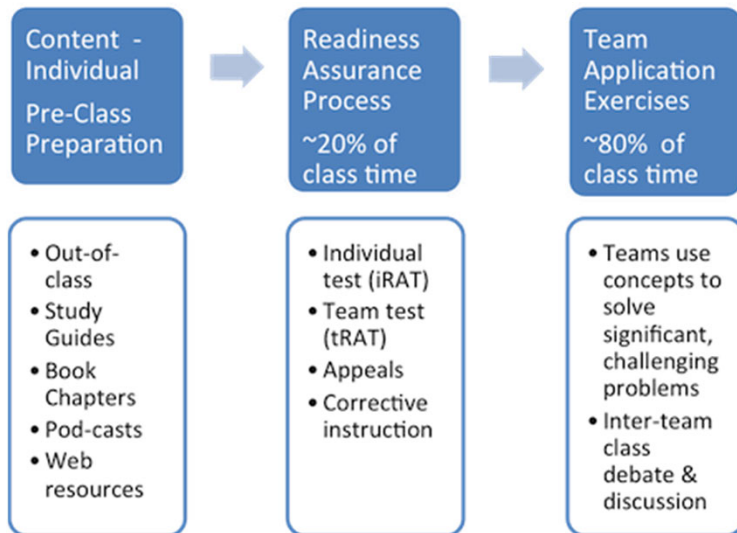 Content -
Individual
Pre-Class
Preparation
Readiness
Assurance
Process
~20% of
class time
Team
Application
Exercises
~80% of
class time
• Out-of-
class
• Study
Guides
• Book
Chapters
• Pod-casts
• Web
resources
• Individual
test (iRAT)
• Team test
(tRAT)
• Appeals
• Corrective
instruction
• Teams use
concepts to
solve
significant,
challenging
problems
• Inter-team
class
debate &
discussion